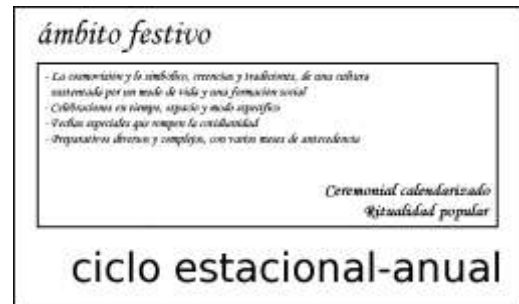 ámbito festivo
- La cosmovisión y lo simbólico, creencias y tradiciones, de una cultura
sustentada por un modo de vida y una formación social
- Celebraciones en tiempo, espacio y modo específico
- Fechas especiales que rompen la cotidianidad
- Preparativos diversos y complejos, con varios meses de antecedencia
Ceremonial calendarizado
Ritualidad popular
ciclo estacional-anual